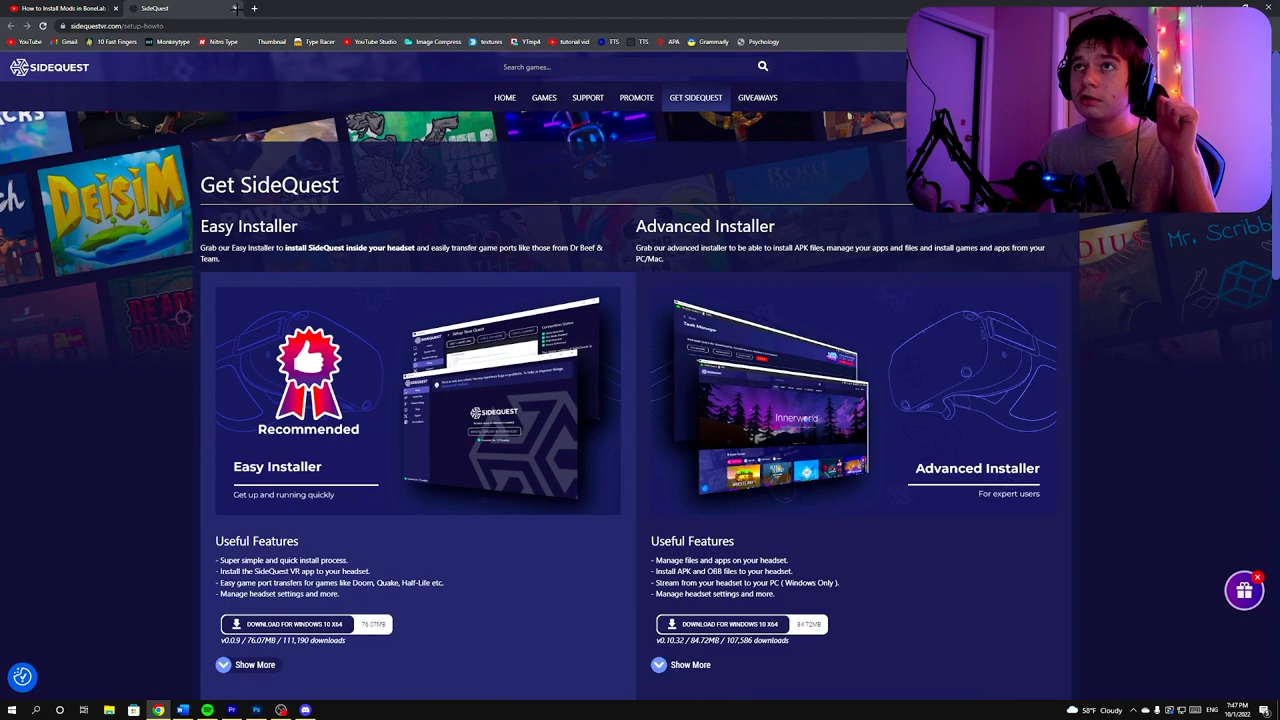 How to Install Mods in BoneLab
SideQuest
sidequestvr.com/setup-howto
YouTube Gmail 10 Fast Fingers Monkeytype Nitro Type Thumbnail Type Racer YouTube Studio Image Compress textures YTmp4 tutorial vid TTS TTS APA Grammarly Psychology
SIDEQUEST
Search games...
HOME GAMES SUPPORT PROMOTE GET SIDEQUEST GIVEAWAYS
DEISIM
Mr. Scribb
Get SideQuest
Easy Installer
Grab our Easy Installer to install SideQuest inside your headset and easily transfer game ports like those from Dr Beef &
Team.
Advanced Installer
Grab our advanced installer to be able to install APK files, manage your apps and files and install games and apps from your
PC/Mac.
Recommended
Easy Installer
Get up and running quickly
SIDEQUEST
Task Manager
Innerworld
Advanced Installer
For expert users
Useful Features
- Super simple and quick install process.
- Install the SideQuest VR app to your headset.
- Easy game port transfers for games like Doom, Quake, Half-Life etc.
- Manage headset settings and more.
DOWNLOAD FOR WINDOWS 10 X64 76.07MB
v0.0.9 / 76.07MB / 111,190 downloads
Show More
Useful Features
- Manage files and apps on your headset.
- Install APK and OBB files to your headset.
- Stream from your headset to your PC ( Windows Only ).
- Manage headset settings and more.
DOWNLOAD FOR WINDOWS 10 X64 84.72MB
v0.10.32 / 84.72MB / 107,586 downloads
Show More
58°F Cloudy ENG 7:47 PM
10/1/2022